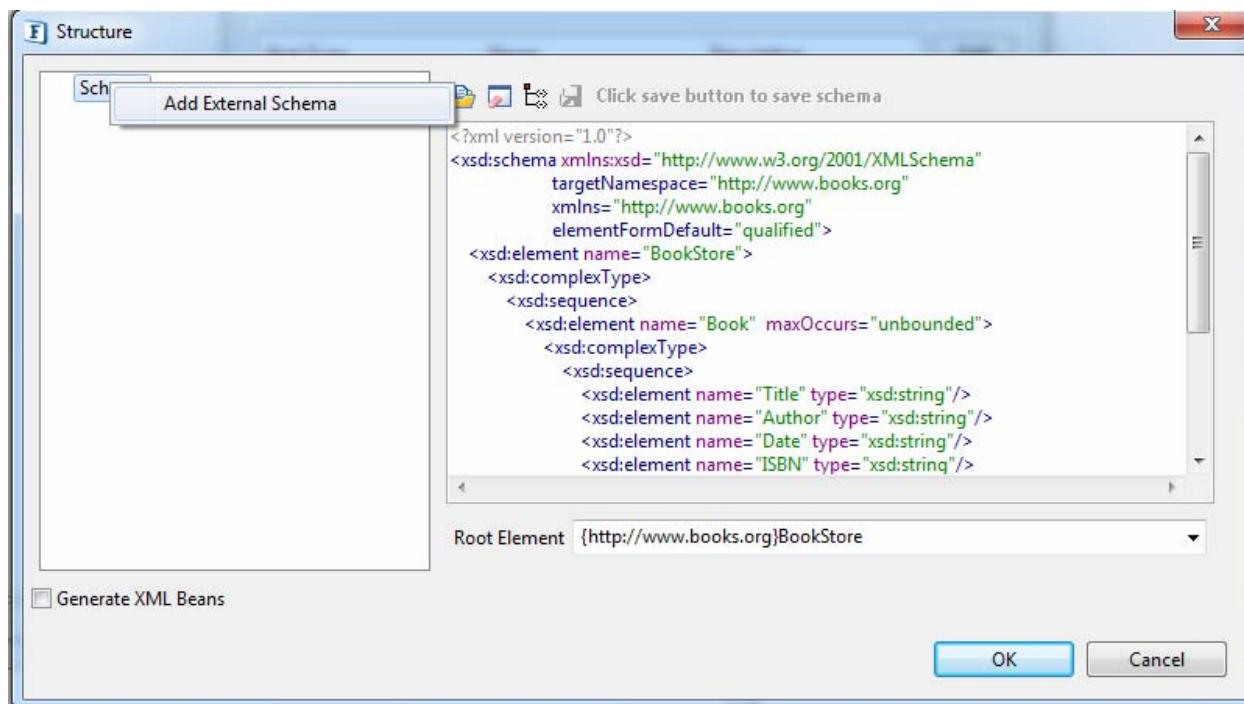 Structure
Sch
Add External Schema
Click save button to save schema
<?xml version="1.0"?>
<xsd:schema xmlns:xsd="http://www.w3.org/2001/XMLSchema"
targetNamespace="http://www.books.org"
xmlns="http://www.books.org"
elementFormDefault="qualified">
<xsd:element name="BookStore">
<xsd:complexType>
<xsd:sequence>
<xsd:element name="Book" maxOccurs="unbounded">
<xsd:complexType>
<xsd:sequence>
<xsd:element name="Title" type="xsd:string"/>
<xsd:element name="Author" type="xsd:string"/>
<xsd:element name="Date" type="xsd:string"/>
<xsd:element name="ISBN" type="xsd:string"/>
Root Element {http://www.books.org}BookStore
Generate XML Beans
OK Cancel